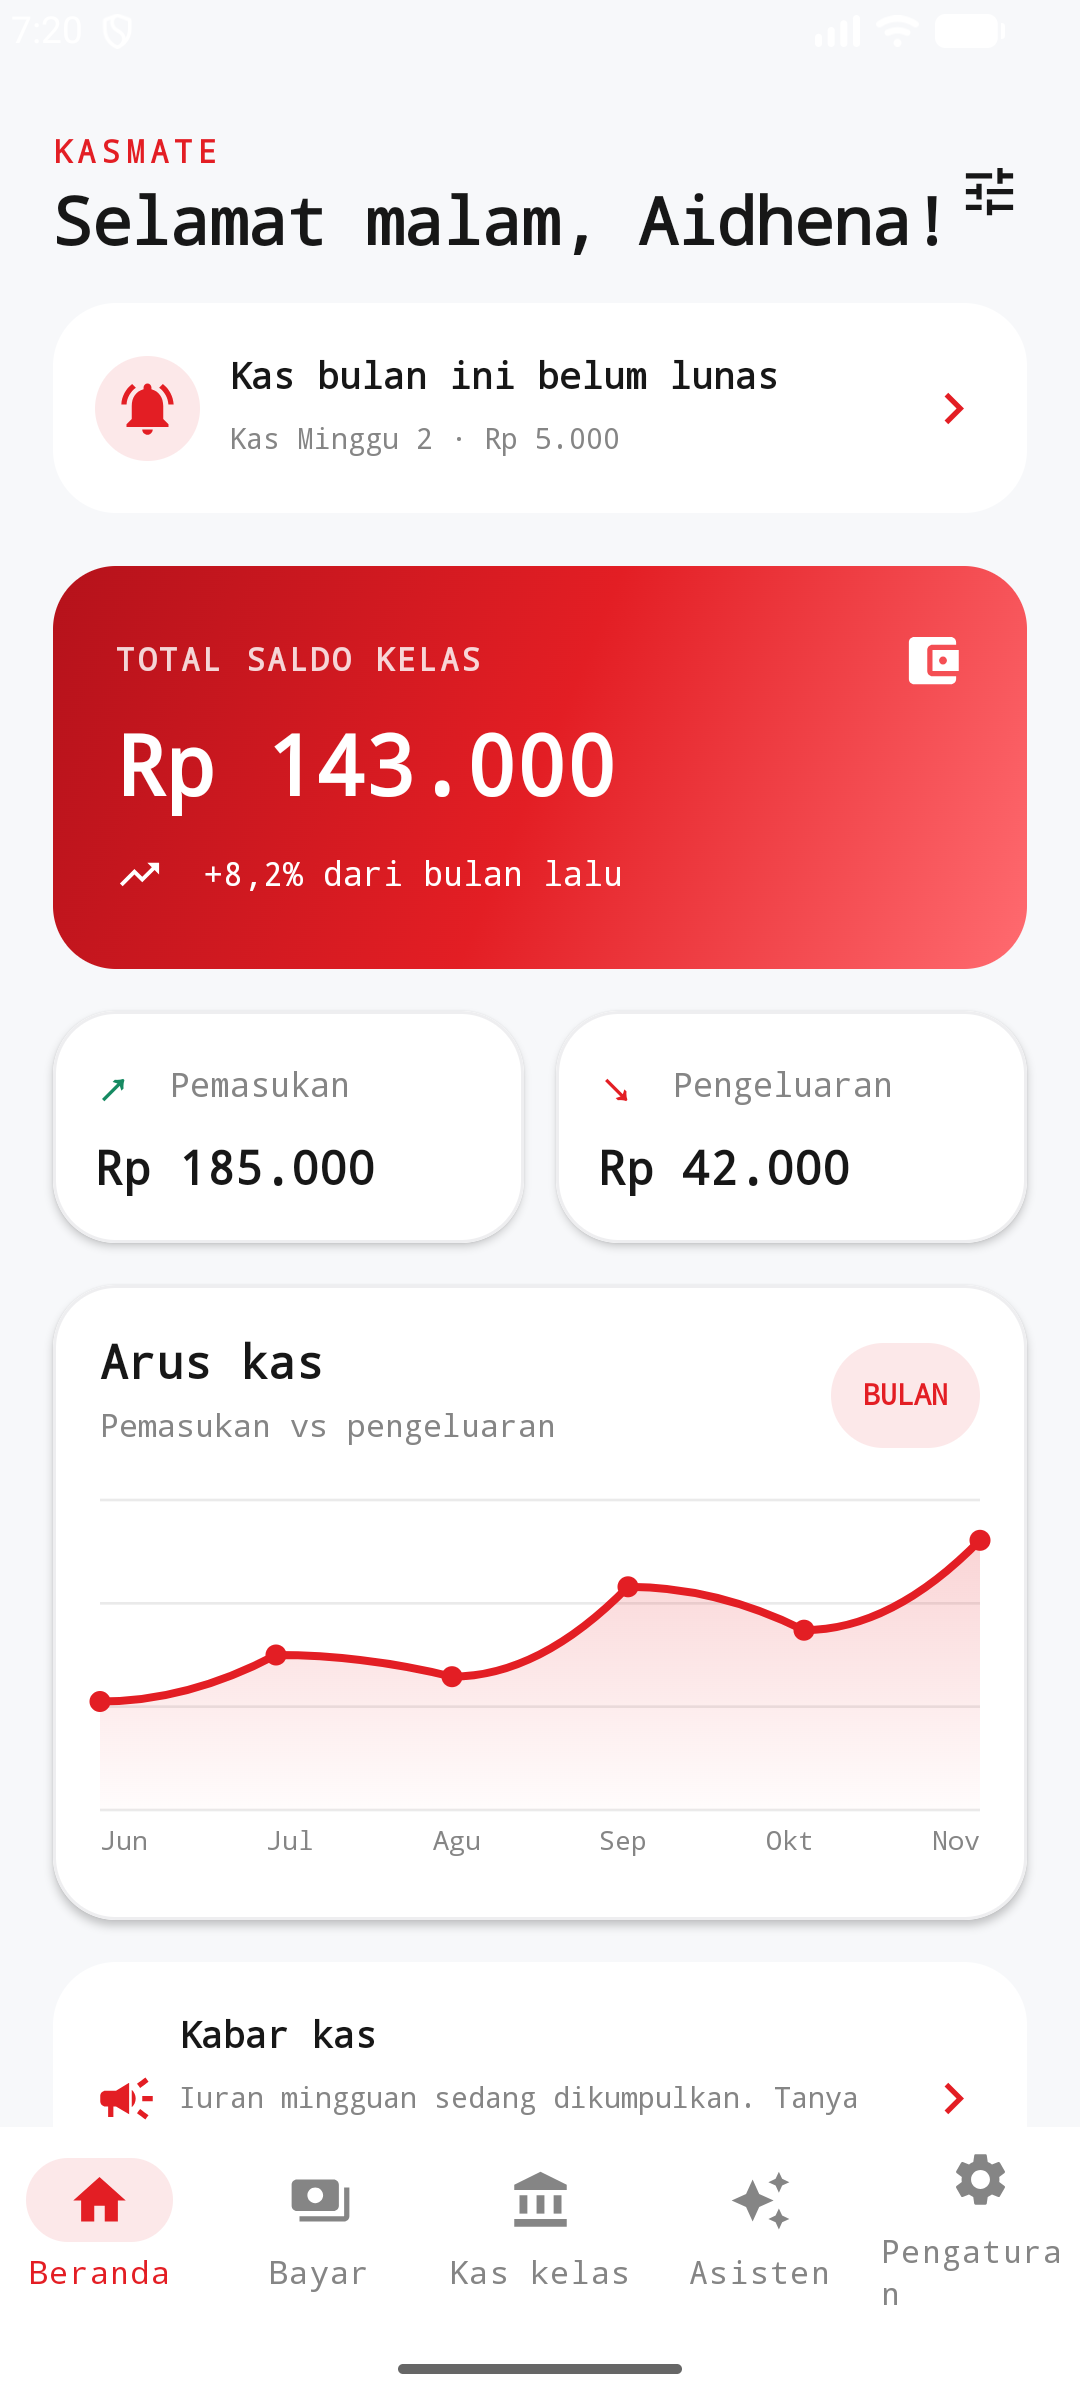 7:20
KASMATE
Selamat malam, Aidhena!
Kas bulan ini belum lunas
Kas Minggu 2 · Rp 5.000
TOTAL SALDO KELAS
Rp 143.000
+8,2% dari bulan lalu
Pemasukan
Rp 185.000
Pengeluaran
Rp 42.000
Arus kas
Pemasukan vs pengeluaran
BULAN
Jun Jul Agu Sep Okt Nov
Kabar kas
Iuran mingguan sedang dikumpulkan. Tanya
Beranda
Bayar
Kas kelas
Asisten
Pengatura
n